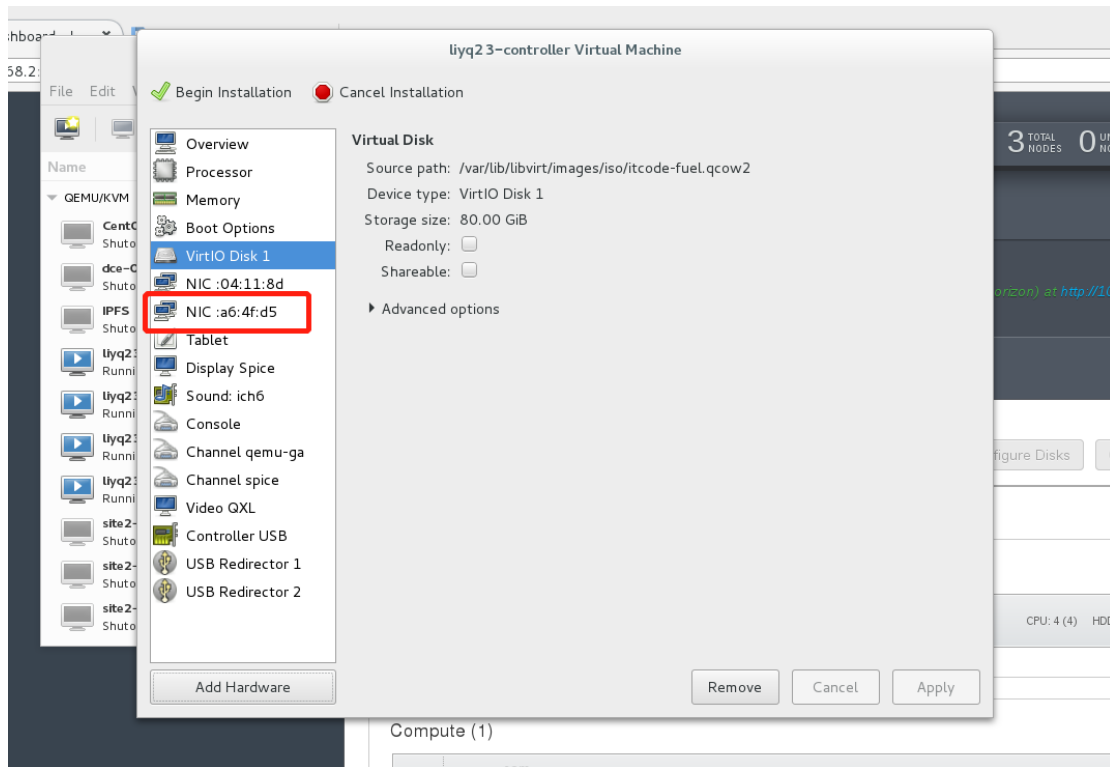 liyq23-controller Virtual Machine
File Edit
Begin Installation Cancel Installation
Name
QEMU/KVM
IPFS
Overview
Processor
Memory
Boot Options
VirtIO Disk 1
NIC :04:11:8d
NIC :a6:4f:d5
Tablet
Display Spice
Sound: ich6
Console
Channel qemu-ga
Channel spice
Video QXL
Controller USB
USB Redirector 1
USB Redirector 2
Add Hardware
Virtual Disk
Source path: /var/lib/libvirt/images/iso/itcode-fuel.qcow2
Device type: VirtIO Disk 1
Storage size: 80.00 GiB
Readonly:
Shareable:
Advanced options
Remove Cancel Apply
3 TOTAL NODES 0
at http://10
Disks
CPU: 4 (4) HDD
Compute (1)